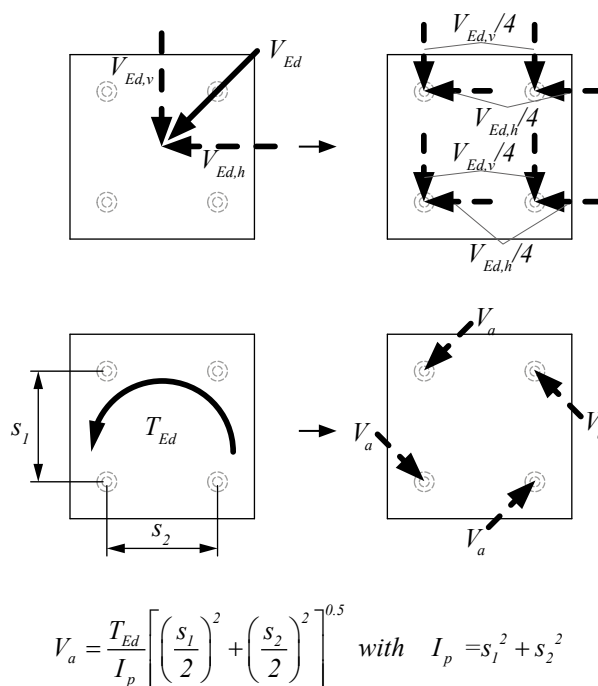 V_{Ed,v}/4
V_{Ed}
V_{Ed,v}
V_{Ed,h}/4
V_{Ed,h}
V_{Ed,v}/4
V_{Ed,h}/4
V_a
T_{Ed}
s_1
V_a
V_a
s_2
V_a
V_a = \frac{T_{Ed}}{I_p} \left[ \left( \frac{s_1}{2} \right)^2 + \left( \frac{s_2}{2} \right)^2 \right]^{0.5} with I_p = s_1^2 + s_2^2